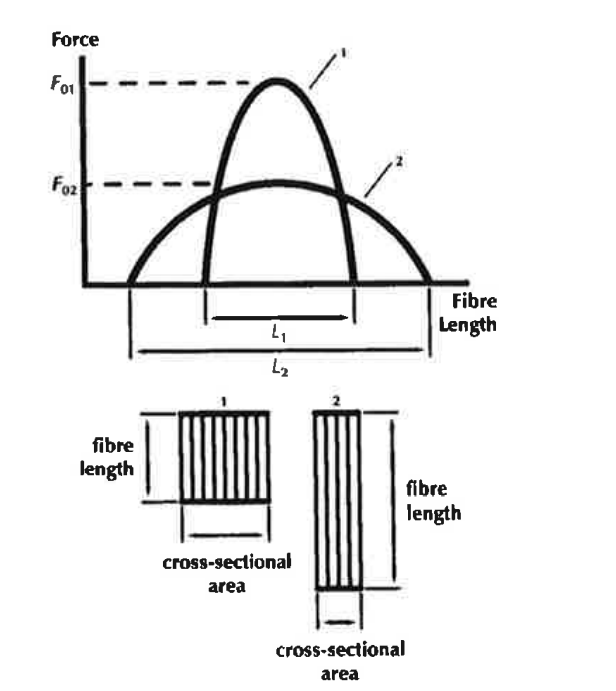 Force
F01
1
F02
2
Fibre
Length
L1
L2
1
2
fibre
length
fibre
length
cross-sectional
area
cross-sectional
area